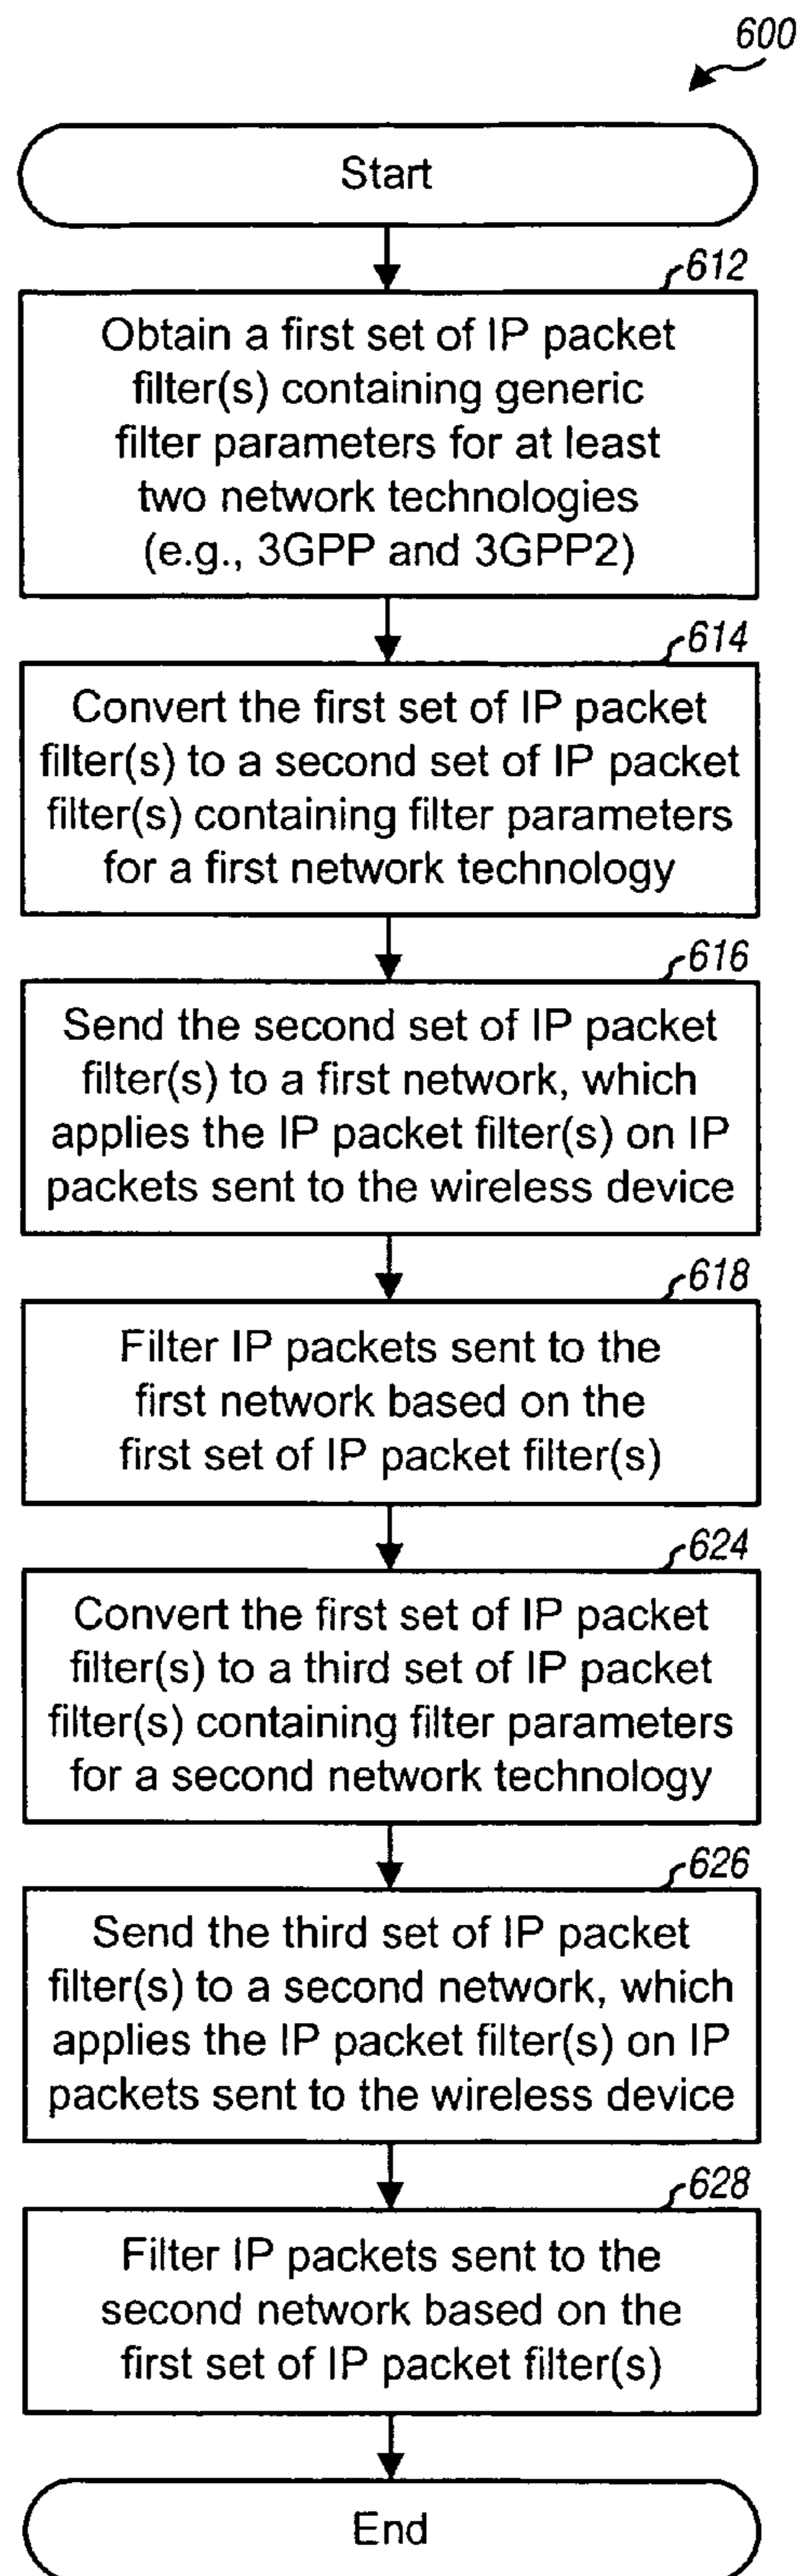 600
Start
612
Obtain a first set of IP packet
filter(s) containing generic
filter parameters for at least
two network technologies
(e.g., 3GPP and 3GPP2)
614
Convert the first set of IP packet
filter(s) to a second set of IP packet
filter(s) containing filter parameters
for a first network technology
616
Send the second set of IP packet
filter(s) to a first network, which
applies the IP packet filter(s) on IP
packets sent to the wireless device
618
Filter IP packets sent to the
first network based on the
first set of IP packet filter(s)
624
Convert the first set of IP packet
filter(s) to a third set of IP packet
filter(s) containing filter parameters
for a second network technology
626
Send the third set of IP packet
filter(s) to a second network, which
applies the IP packet filter(s) on IP
packets sent to the wireless device
628
Filter IP packets sent to the
second network based on the
first set of IP packet filter(s)
End